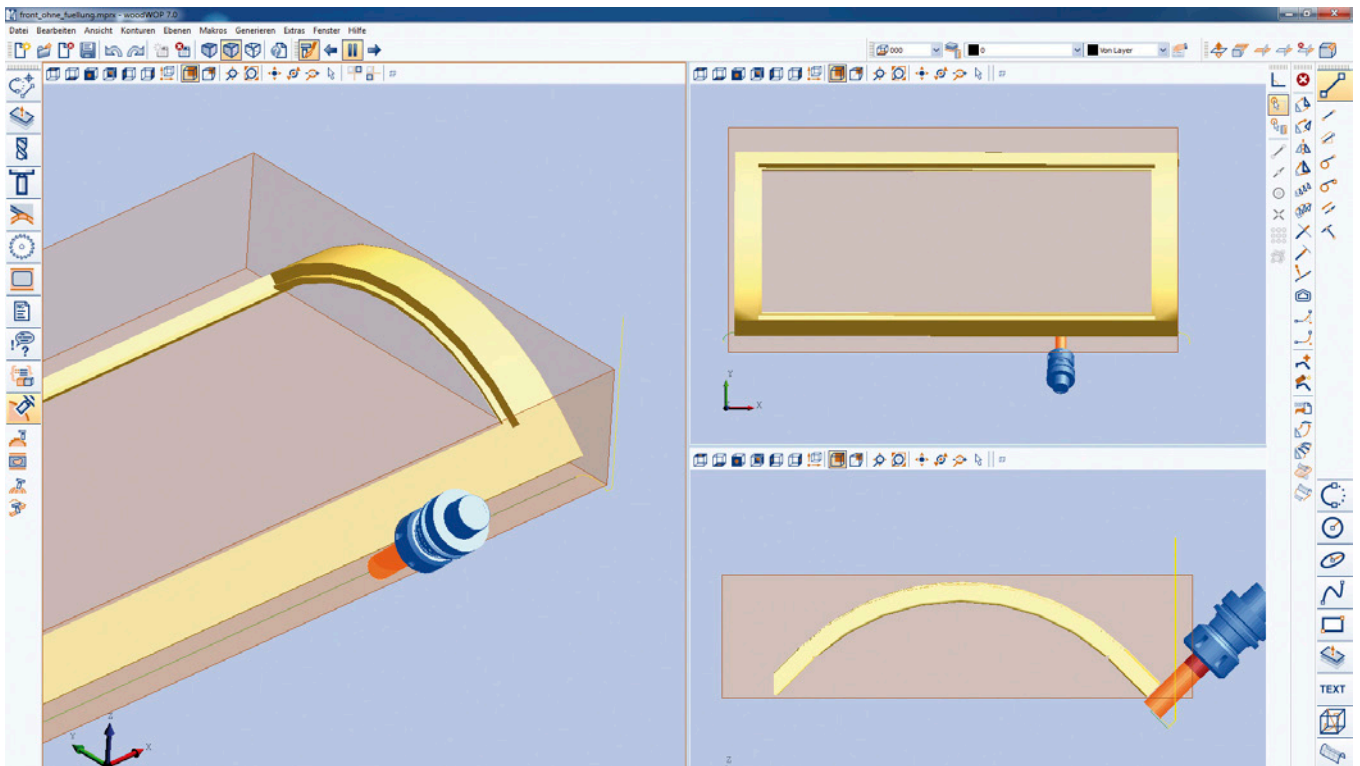 front_ohne_fuellung.mprx - woodWOP 7.0
Datei Bearbeiten Ansicht Konturen Ebenen Makros Generieren Extras Fenster Hilfe
000
0
Von Layer
Y
X
TEXT
Z
Y
X
Z